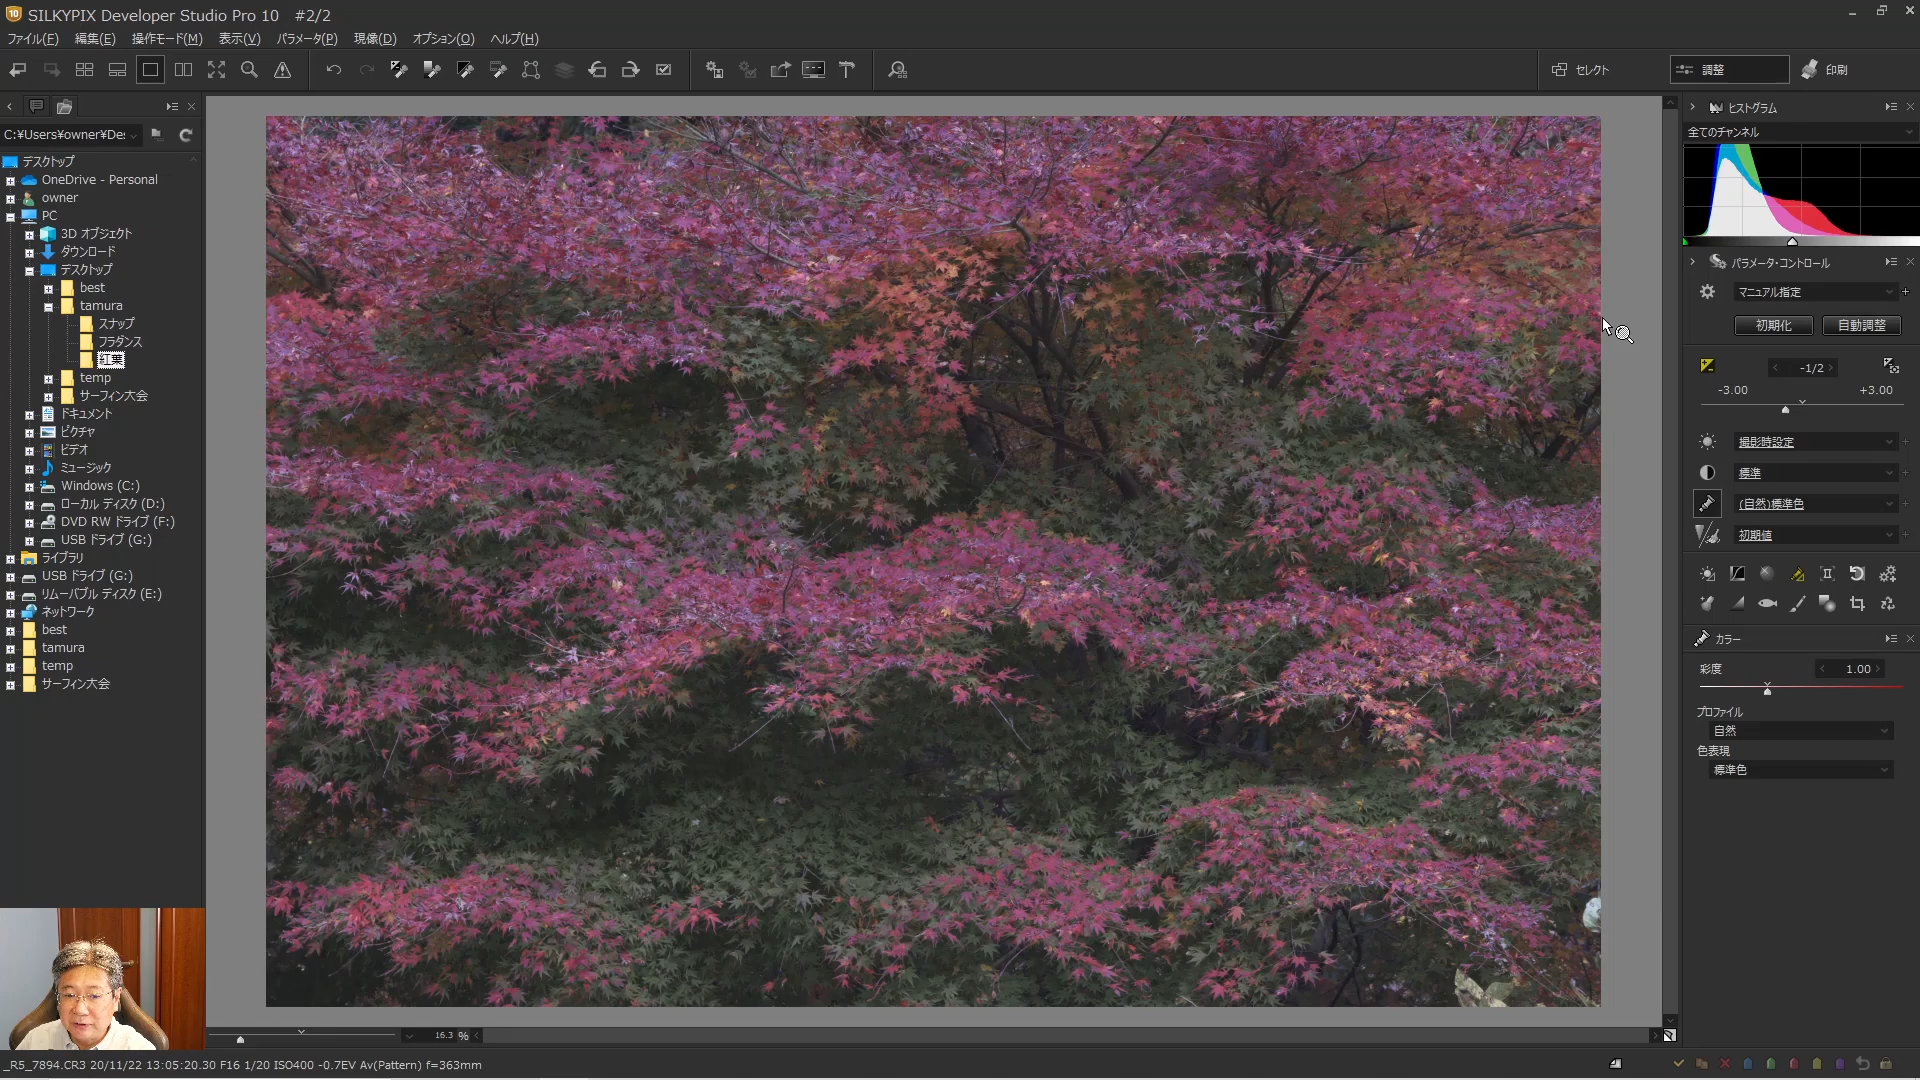 SILKYPIX Developer Studio Pro 10 #2/2
ファイル(F) 編集(E) 操作モード(M) 表示(V) パラメータ(P) 現像(D) オプション(O) ヘルプ(H)
セレクト
調整
印刷
C:¥Users¥owner¥De
デスクトップ
OneDrive - Personal
owner
PC
3D オブジェクト
ダウンロード
デスクトップ
best
tamura
スナップ
フラダンス
紅葉
temp
サーフィン大会
ドキュメント
ピクチャ
ビデオ
ミュージック
Windows (C:)
ローカル ディスク (D:)
DVD RW ドライブ (F:)
USB ドライブ (G:)
ライブラリ
USB ドライブ (G:)
リムーバブル ディスク (E:)
ネットワーク
best
tamura
temp
サーフィン大会
ヒストグラム
全てのチャンネル
パラメータ・コントロール
マニュアル指定
初期化 自動調整
-1/2
-3.00 +3.00
撮影時設定
標準
(自然)標準色
初期値
カラー
彩度 1.00
プロファイル
自然
色表現
標準色
16.3 %
_R5_7894.CR3 20/11/22 13:05:20.30 F16 1/20 ISO400 -0.7EV Av(Pattern) f=363mm